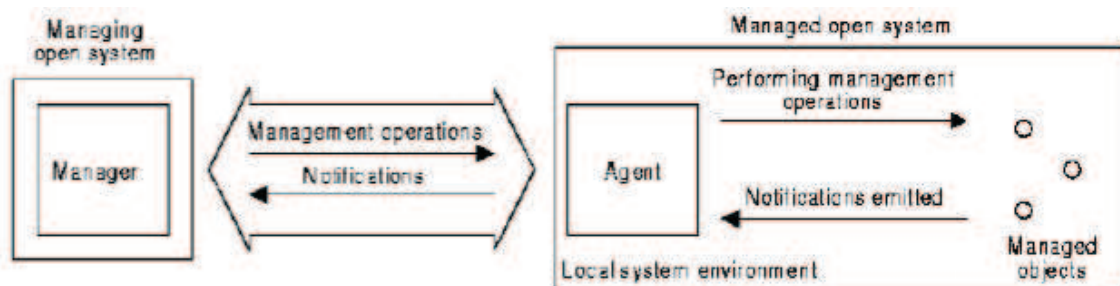 Managing
open system
Manager
Management operations
Notifications
Managed open system
Performing management
operations
Agent
Notifications emitted
Local system environment
Managed
objects